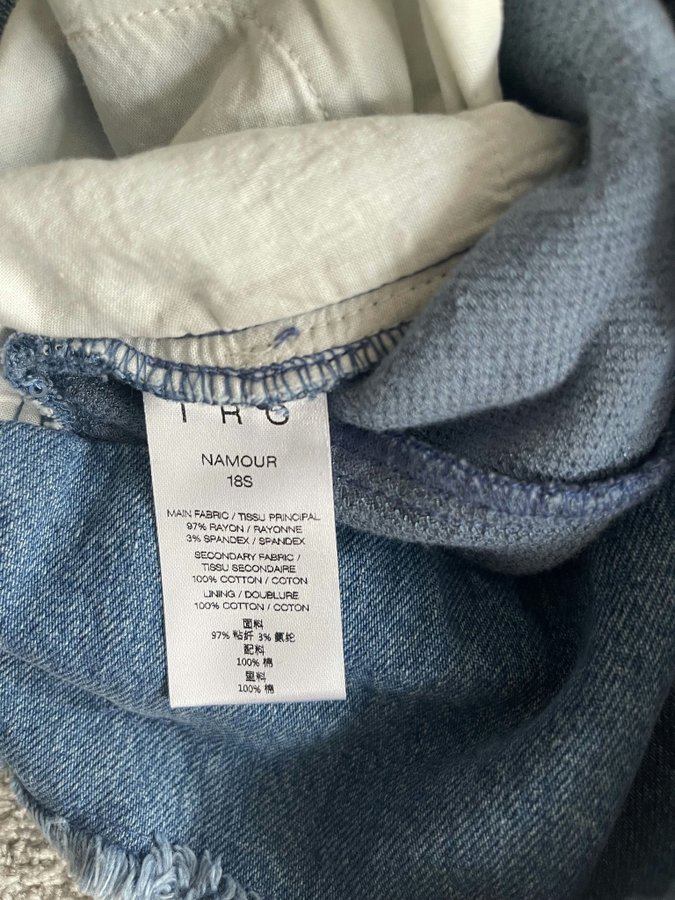 IRO
NAMOUR
18S
MAIN FABRIC / TISSU PRINCIPAL
97% RAYON / RAYONNE
3% SPANDEX / SPANDEX
SECONDARY FABRIC /
TISSU SECONDAIRE
100% COTTON / COTON
LINING / DOUBLURE
100% COTTON / COTON
面料
97% 粘纤 3% 氨纶
配料
100% 棉
里料
100% 棉